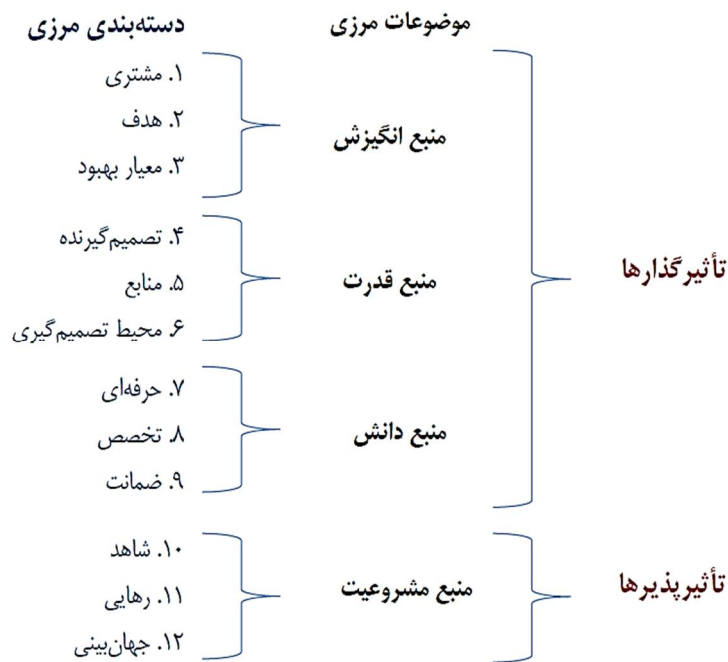 موضوعات مرزی
دسته‌بندی مرزی
تأثیرگذارها
منبع انگیزش
۱. مشتری
۲. هدف
۳. معیار بهبود
منبع قدرت
۴. تصمیم‌گیرنده
۵. منابع
۶. محیط تصمیم‌گیری
منبع دانش
۷. حرفه‌ای
۸. تخصص
۹. ضمانت
تأثیرپذیرها
منبع مشروعیت
۱۰. شاهد
۱۱. رهایی
۱۲. جهان‌بینی